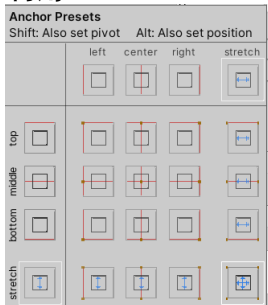 Anchor Presets
Shift: Also set pivot Alt: Also set position
left center right stretch
top
middle
bottom
stretch